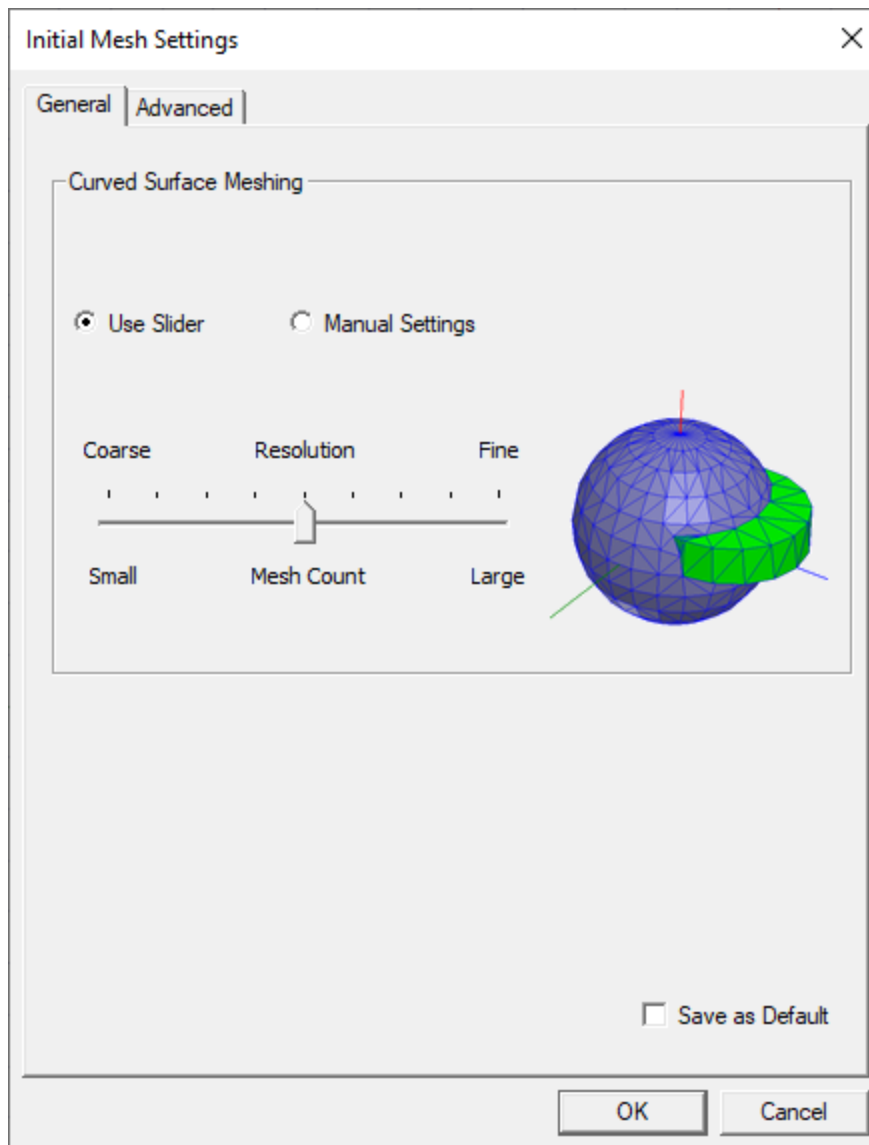 Initial Mesh Settings
General Advanced
Curved Surface Meshing
Use Slider Manual Settings
Coarse Resolution Fine
Small Mesh Count Large
Save as Default
OK Cancel